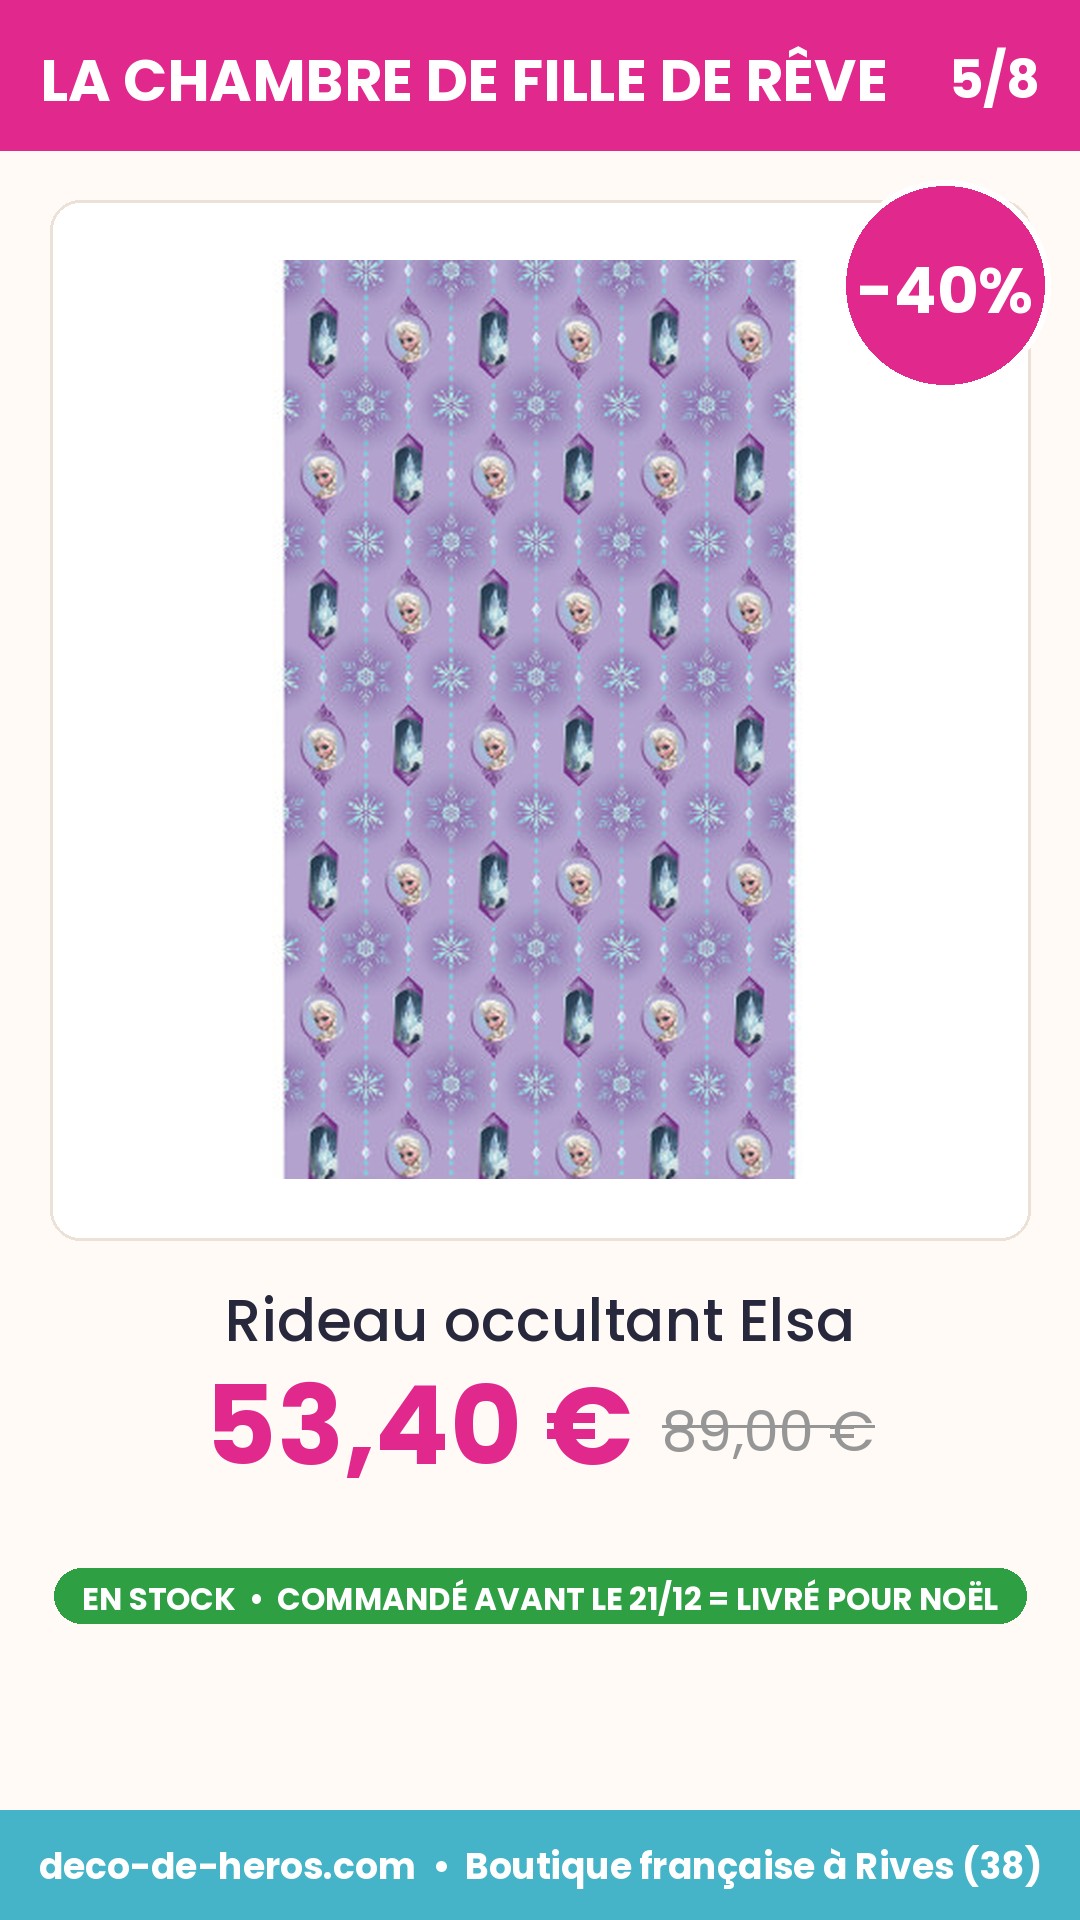 LA CHAMBRE DE FILLE DE RÊVE 5/8
-40%
Rideau occultant Elsa
53,40 € 89,00 €
EN STOCK • COMMANDÉ AVANT LE 21/12 = LIVRÉ POUR NOËL
deco-de-heros.com • Boutique française à Rives (38)